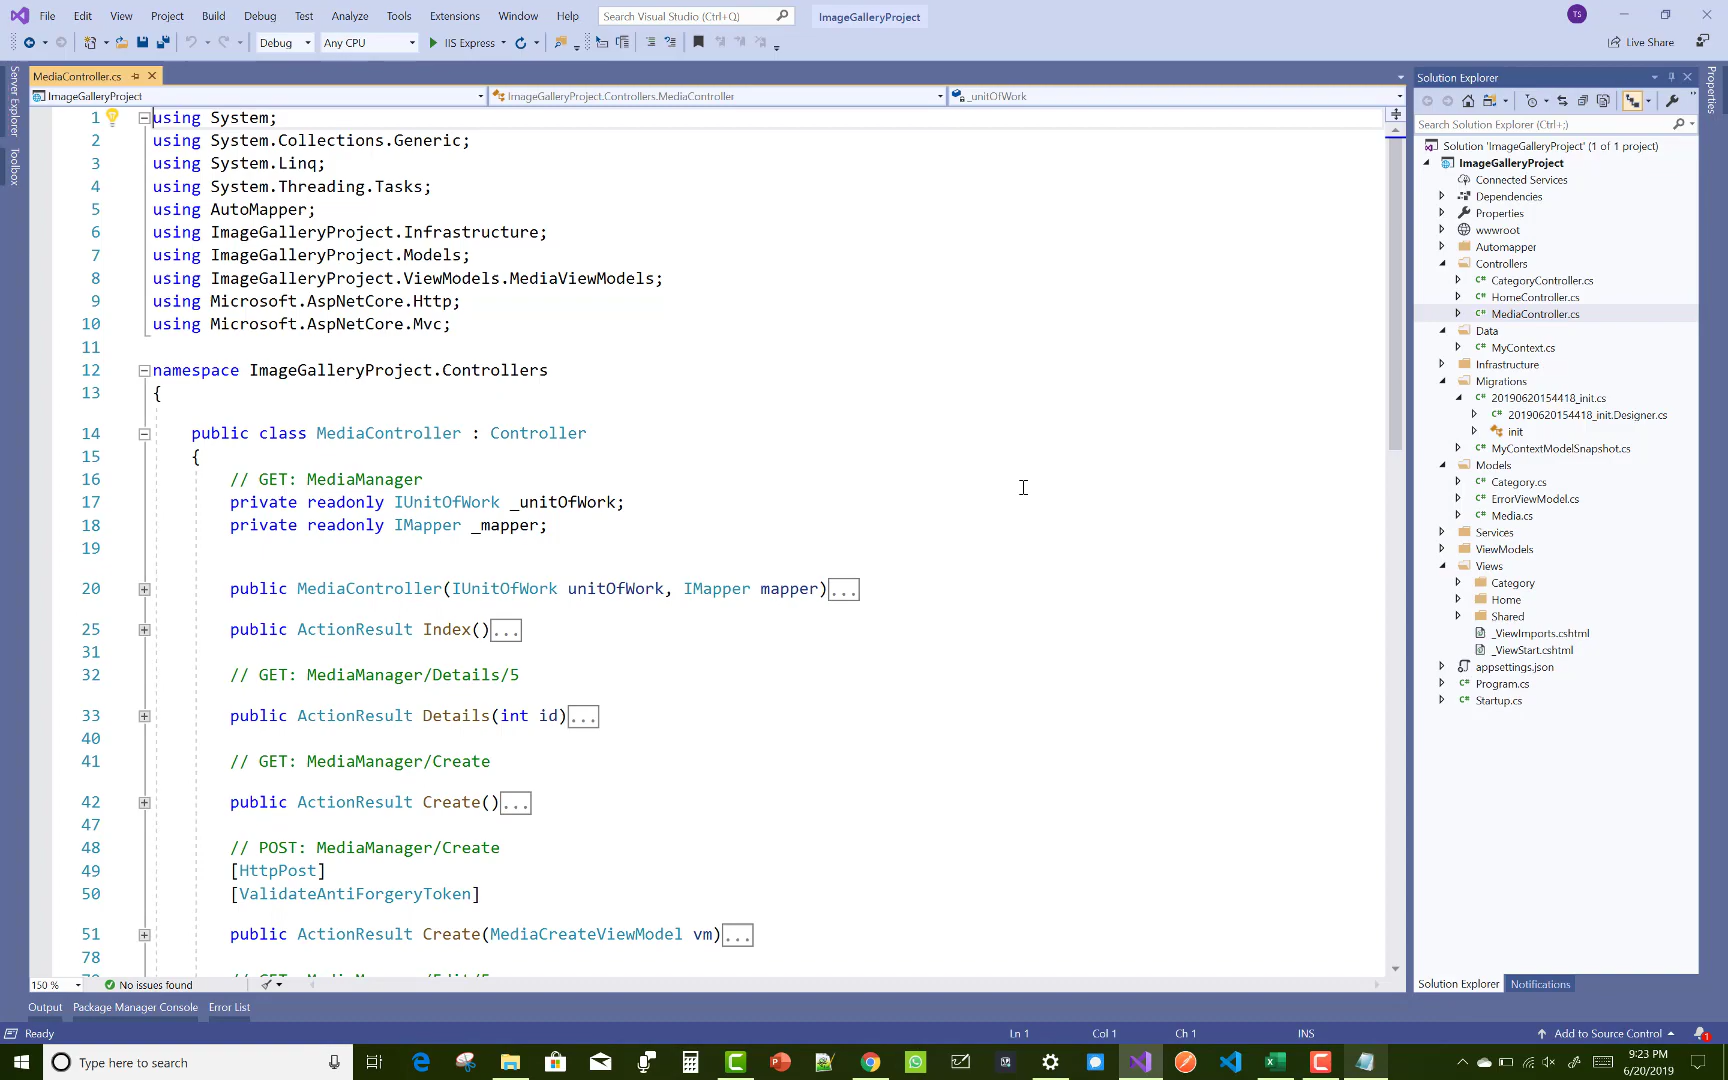 File Edit View Project Build Debug Test Analyze Tools Extensions Window Help Search Visual Studio (Ctrl+Q) ImageGalleryProject TS
Debug Any CPU IIS Express Live Share
Server Explorer
Toolbox
MediaController.cs
ImageGalleryProject ImageGalleryProject.Controllers.MediaController _unitOfWork
1 using System;
2 using System.Collections.Generic;
3 using System.Linq;
4 using System.Threading.Tasks;
5 using AutoMapper;
6 using ImageGalleryProject.Infrastructure;
7 using ImageGalleryProject.Models;
8 using ImageGalleryProject.ViewModels.MediaViewModels;
9 using Microsoft.AspNetCore.Http;
10 using Microsoft.AspNetCore.Mvc;
11
12 namespace ImageGalleryProject.Controllers
13 {
14 public class MediaController : Controller
15 {
16 // GET: MediaManager
17 private readonly IUnitOfWork _unitOfWork;
18 private readonly IMapper _mapper;
19
20 public MediaController(IUnitOfWork unitOfWork, IMapper mapper)...
25 public ActionResult Index()...
31
32 // GET: MediaManager/Details/5
33 public ActionResult Details(int id)...
40
41 // GET: MediaManager/Create
42 public ActionResult Create()...
47
48 // POST: MediaManager/Create
49 [HttpPost]
50 [ValidateAntiForgeryToken]
51 public ActionResult Create(MediaCreateViewModel vm)...
78
150 % No issues found
Output Package Manager Console Error List
Ready Ln 1 Col 1 Ch 1 INS Add to Source Control 1
Solution Explorer
Properties
Search Solution Explorer (Ctrl+;)
Solution 'ImageGalleryProject' (1 of 1 project)
ImageGalleryProject
Connected Services
Dependencies
Properties
wwwroot
Automapper
Controllers
C# CategoryController.cs
C# HomeController.cs
C# MediaController.cs
Data
C# MyContext.cs
Infrastructure
Migrations
C# 20190620154418_init.cs
C# 20190620154418_init.Designer.cs
init
C# MyContextModelSnapshot.cs
Models
C# Category.cs
C# ErrorViewModel.cs
C# Media.cs
Services
ViewModels
Views
Category
Home
Shared
_ViewImports.cshtml
_ViewStart.cshtml
appsettings.json
C# Program.cs
C# Startup.cs
Solution Explorer Notifications
Type here to search
9:23 PM
6/20/2019